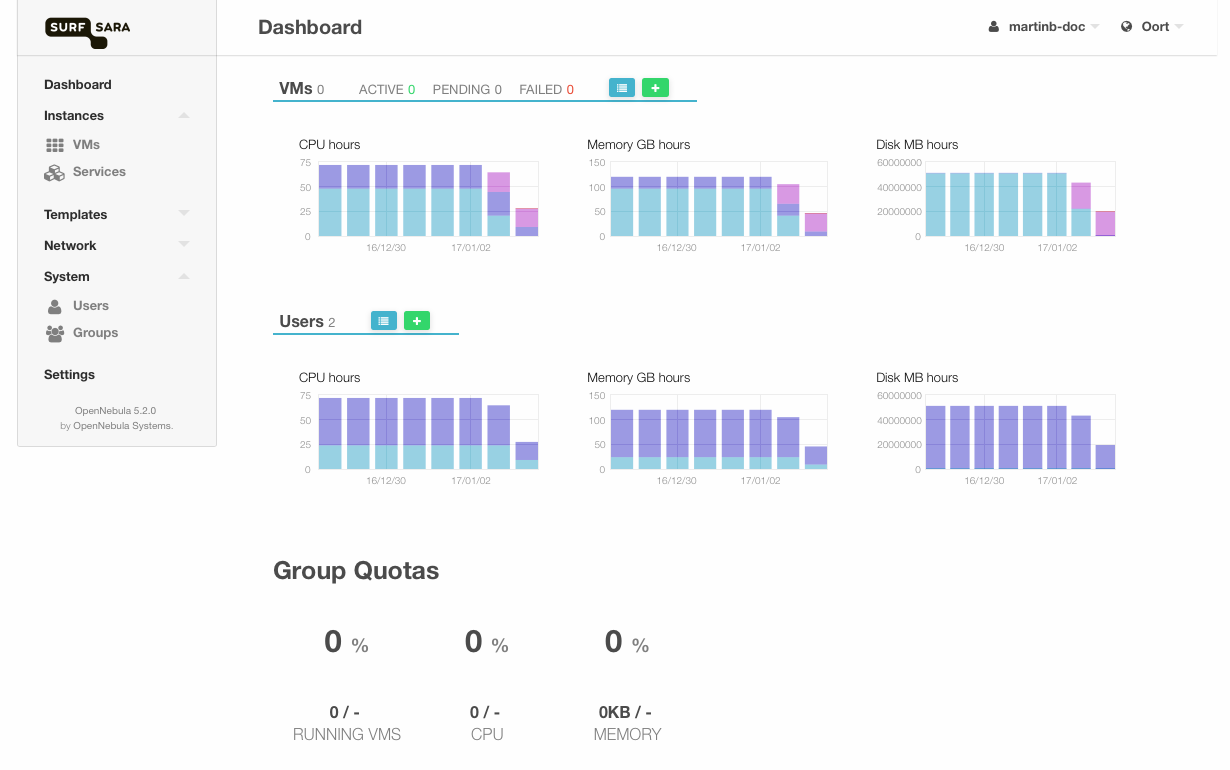 SURF SARA
Dashboard
martinb-doc
Oort
Dashboard
Instances
VMs
Services
Templates
Network
System
Users
Groups
Settings
OpenNebula 5.2.0
by OpenNebula Systems.
VMs 0 ACTIVE 0 PENDING 0 FAILED 0
CPU hours
75
50
25
0
16/12/30 17/01/02
Memory GB hours
150
100
50
0
16/12/30 17/01/02
Disk MB hours
60000000
40000000
20000000
0
16/12/30 17/01/02
Users 2
CPU hours
75
50
25
0
16/12/30 17/01/02
Memory GB hours
150
100
50
0
16/12/30 17/01/02
Disk MB hours
60000000
40000000
20000000
0
16/12/30 17/01/02
Group Quotas
0 % 0 % 0 %
0 / - 0 / - 0KB / -
RUNNING VMS CPU MEMORY